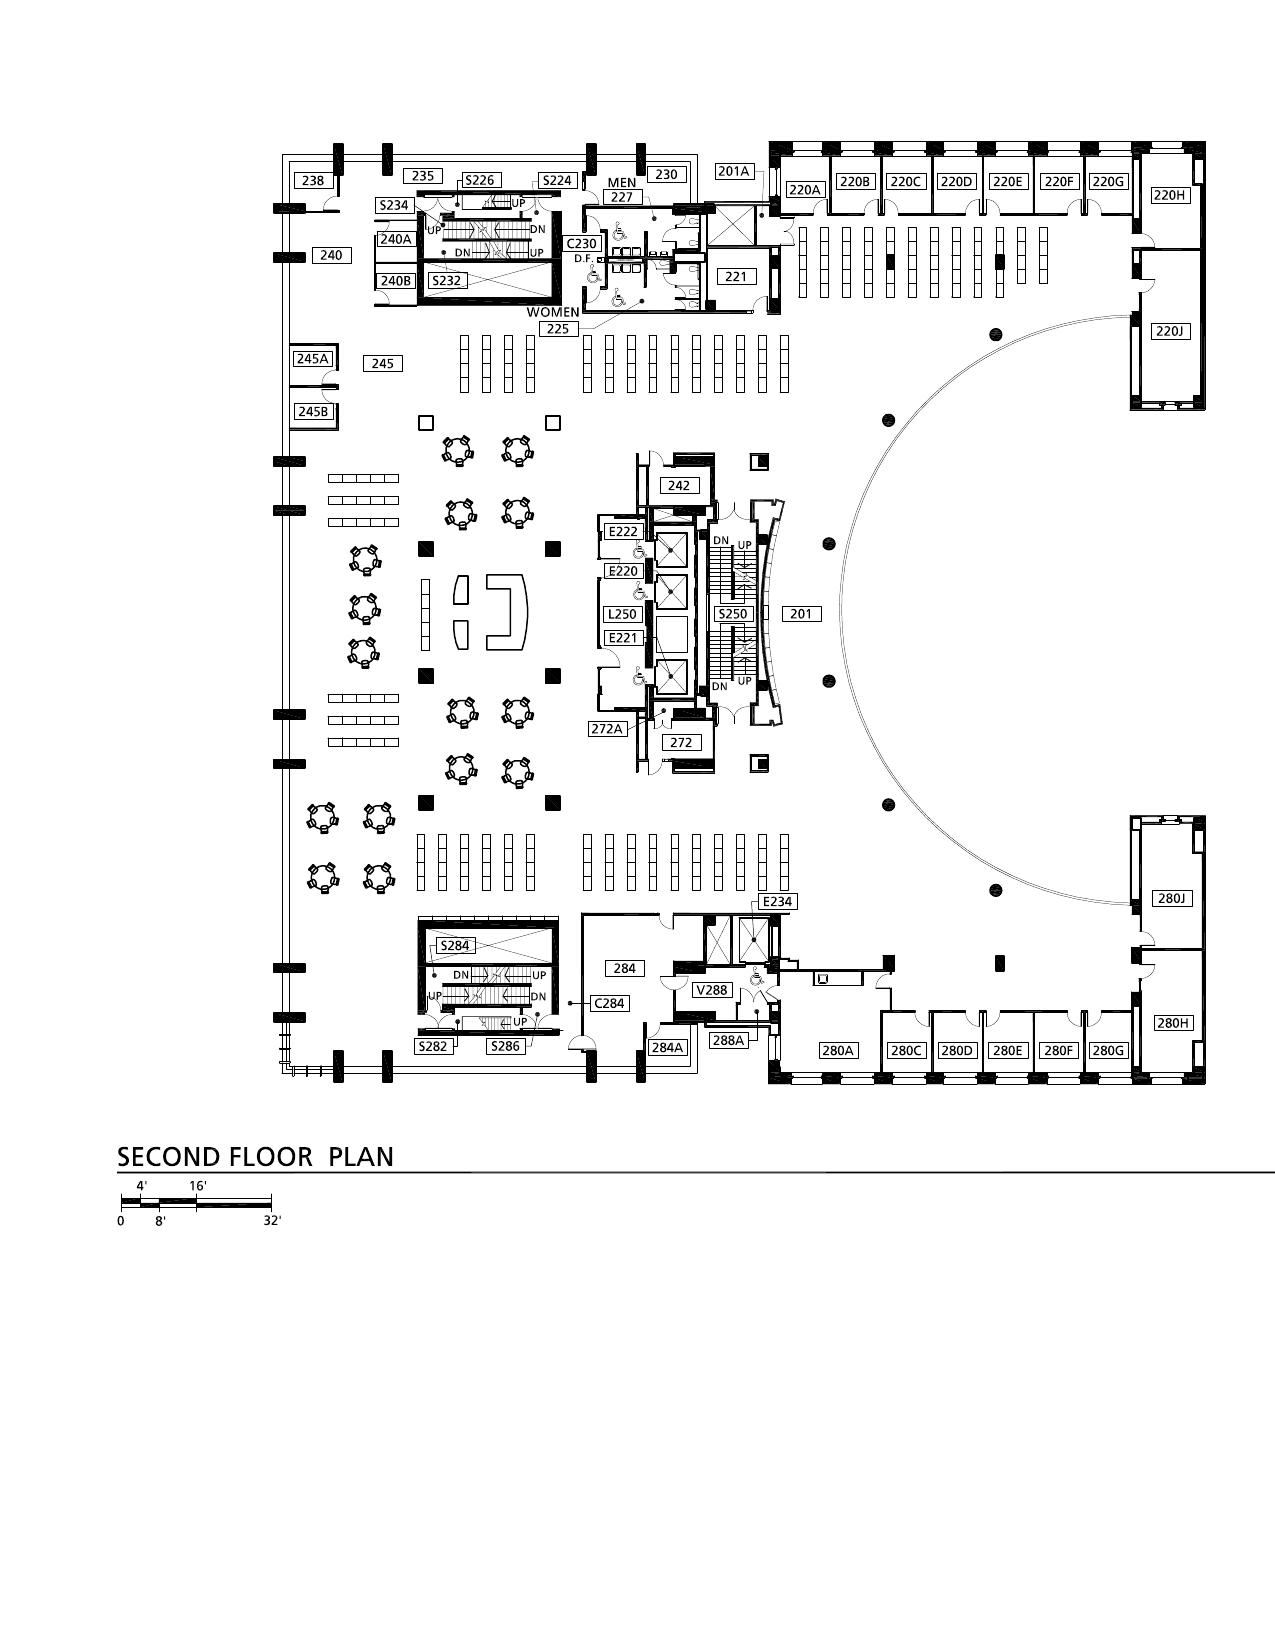 201A
230
MEN
235
S226
S224
238
220B
220C
220D
220E
220F
220G
220A
227
220H
S234
UP
UP
DN
240A
C230
DN
UP
D.F.
240
240B
S232
221
WOMEN
225
220J
245A
245
245B
242
E222
DN
UP
E220
L250
S250
201
E221
UP
DN
272A
272
E234
280J
S284
284
DN
UP
V288
UP
DN
C284
UP
280H
S282
S286
284A
288A
280A
280C
280D
280E
280F
280G
SECOND FLOOR PLAN
4'
16'
0
8'
32'